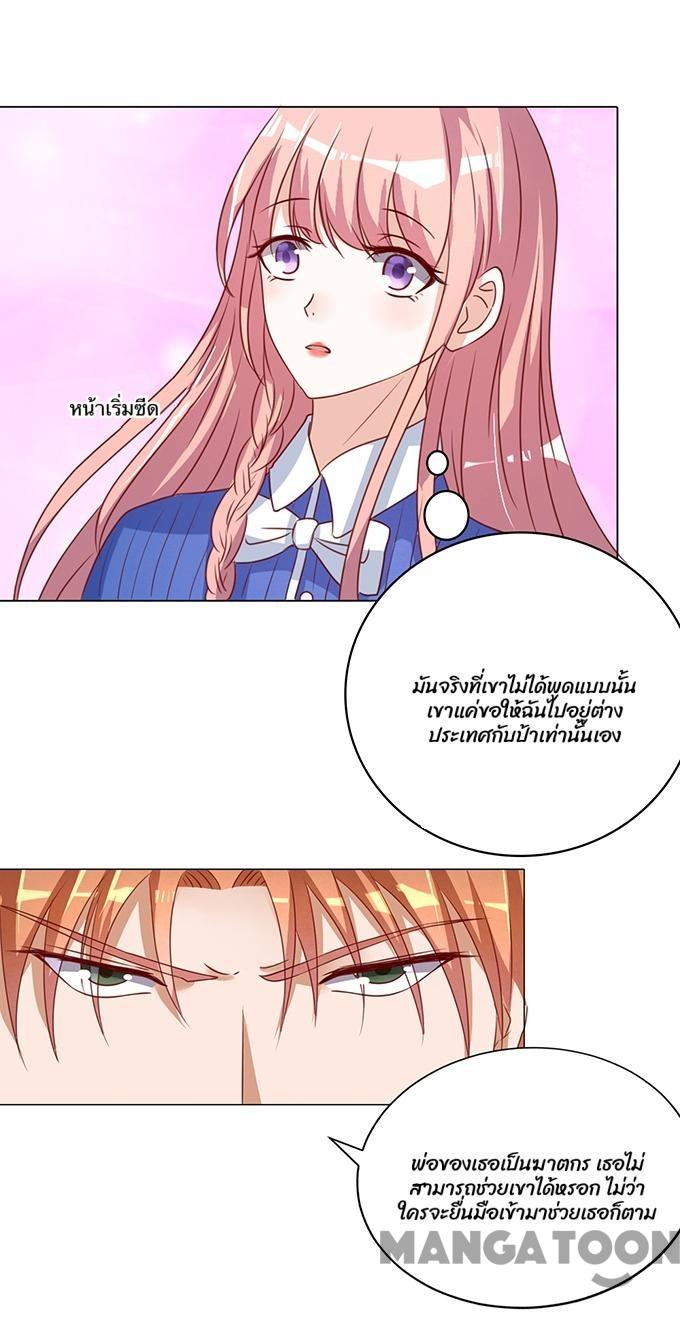 หน้าเริ่มซีด
มันจริงที่เขาไม่ได้พูดแบบนั้น
เขาแค่ขอให้ฉันไปอยู่ต่าง
ประเทศกับป้าเท่านั้นเอง
พ่อของเธอเป็นฆาตกร เธอไม่
สามารถช่วยเขาได้หรอก ไม่ว่า
ใครจะยื่นมือเข้ามาช่วยเธอก็ตาม
MANGATOON